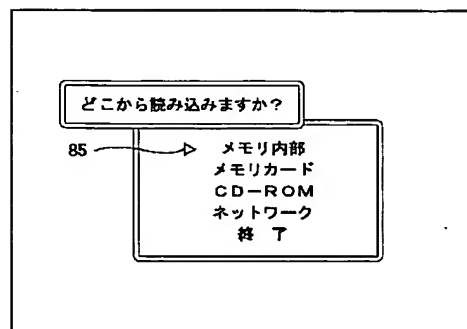 どこから読み込みますか？
85 メモリ内部
メモリカード
CD-ROM
ネットワーク
終 了